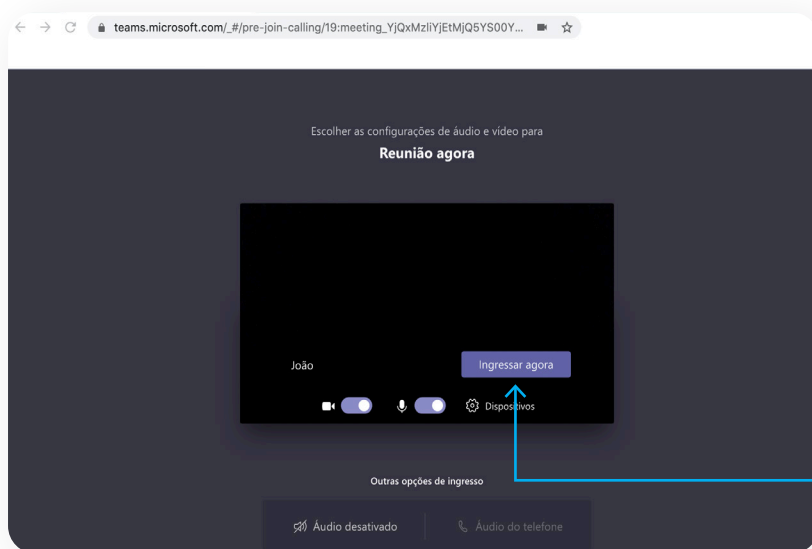 teams.microsoft.com/_#/pre-join-calling/19:meeting_YjQxMzliYjEtMjQ5YS00Y...
Escolher as configurações de áudio e vídeo para
Reunião agora
João
Ingressar agora
Dispositivos
Outras opções de ingresso
Áudio desativado
Áudio do telefone